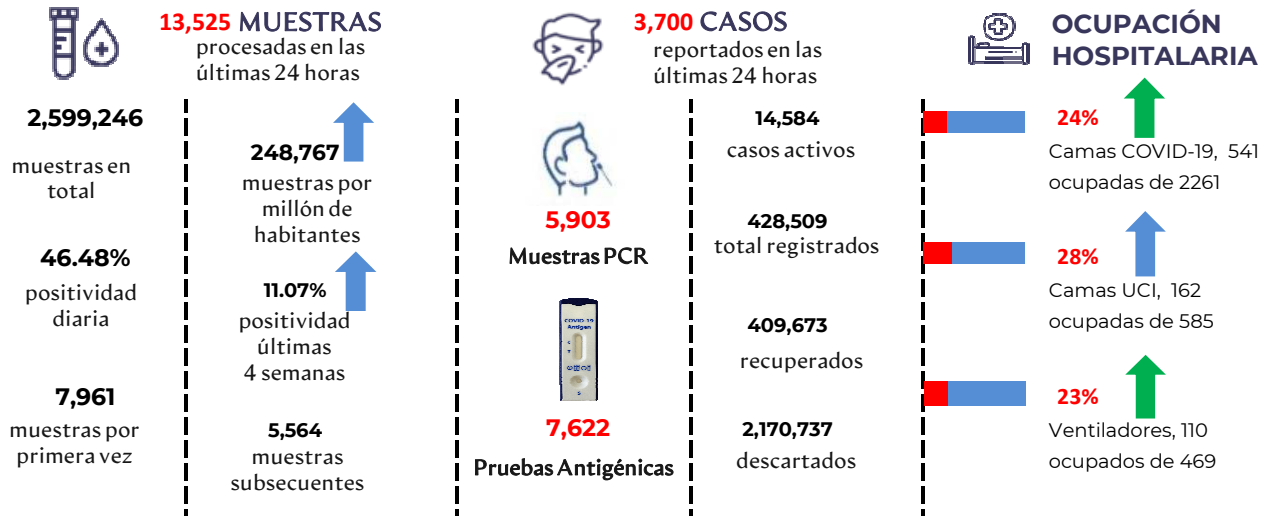 13,525 MUESTRAS
procesadas en las
últimas 24 horas
2,599,246
muestras en
total
46.48%
positividad
diaria
7,961
muestras por
primera vez
248,767
muestras por
millón de
habitantes
11.07%
positividad
últimas
4 semanas
5,564
muestras
subsecuentes
3,700 CASOS
reportados en las
últimas 24 horas
5,903
Muestras PCR
COVID-19
Antigen
C
T
S
7,622
Pruebas Antigénicas
14,584
casos activos
428,509
total registrados
409,673
recuperados
2,170,737
descartados
OCUPACIÓN
HOSPITALARIA
24%
Camas COVID-19, 541
ocupadas de 2261
28%
Camas UCI, 162
ocupadas de 585
23%
Ventiladores, 110
ocupados de 469